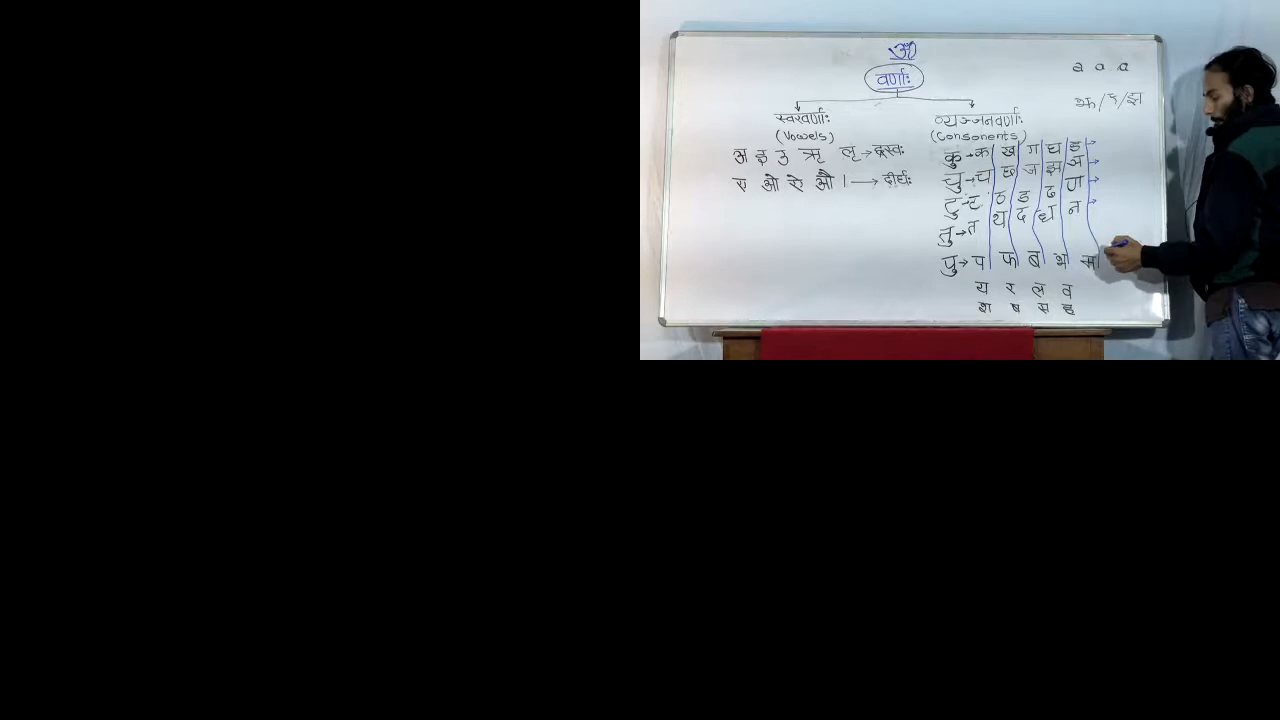 ॐ
वर्णाः
a a a
स्वरवर्णाः
(Vowels)
अ इ उ ऋ लृ → ह्रस्वः
ए ओ ऐ औ । → दीर्घः
व्यञ्जनवर्णाः
(Consonents)
कु → क ख ग घ ङ →
चु → च छ ज झ ञ →
टु → ट ठ ड ढ ण →
तु → त थ द ध न →
पु → प फ ब भ म
य र ल व
श ष स ह